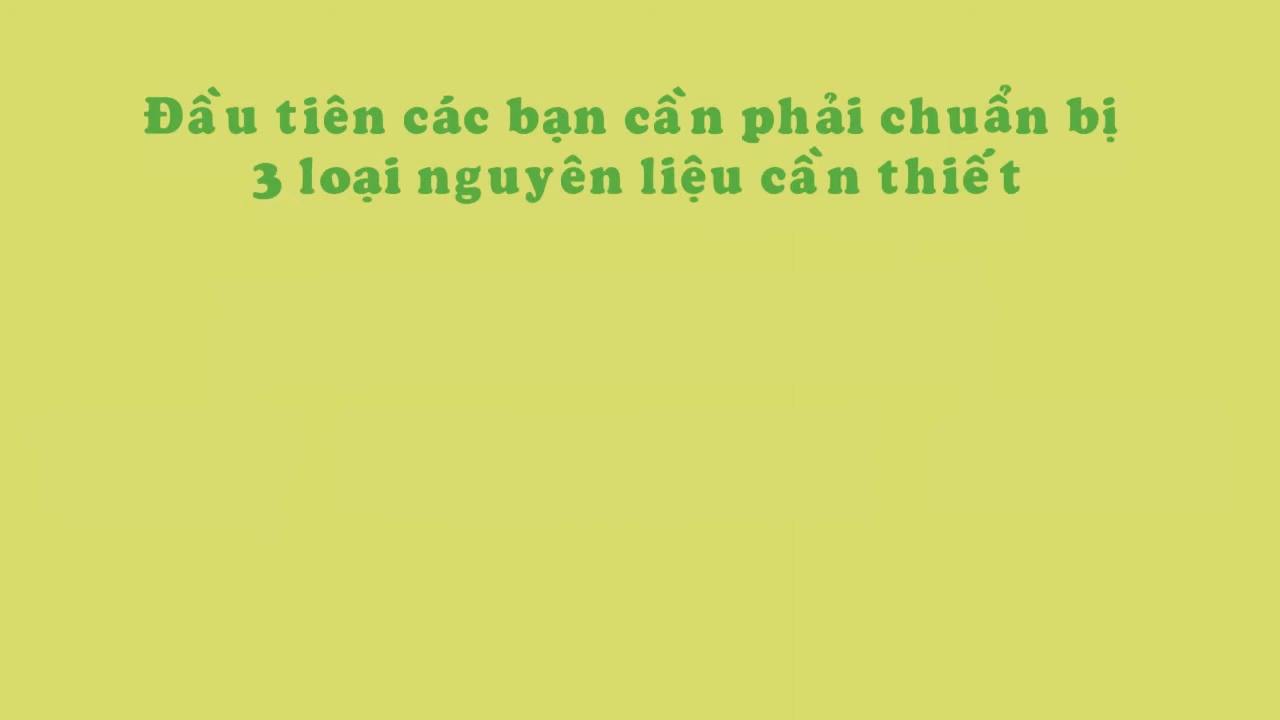 Đầu tiên các bạn cần phải chuẩn bị
3 loại nguyên liệu cần thiết